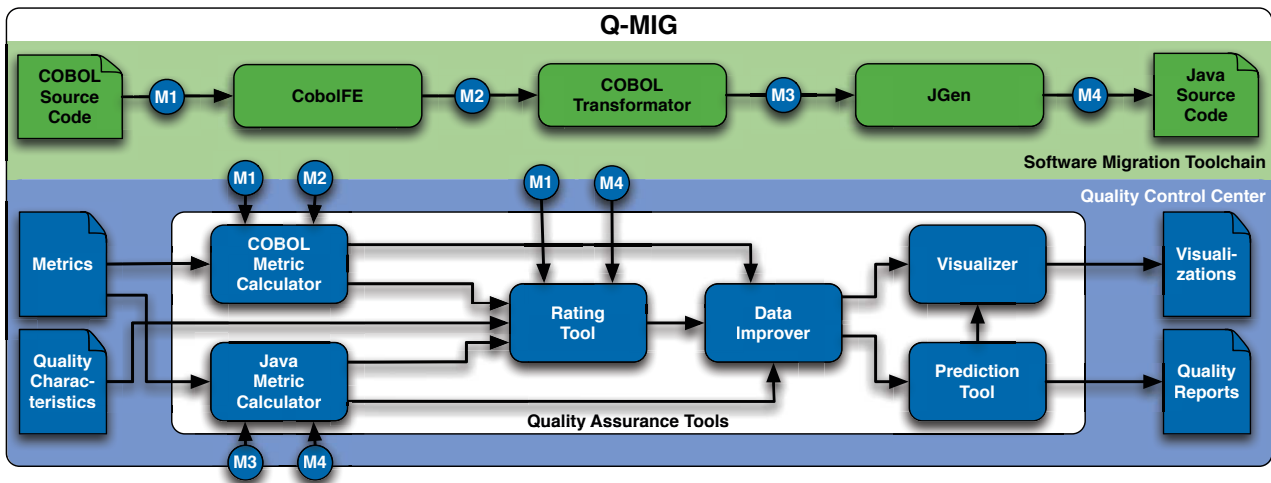 Q-MIG
COBOL
Source
Code
M1
CobolFE
M2
COBOL
Transformator
M3
JGen
M4
Java
Source
Code
Software Migration Toolchain
Quality Control Center
M1
M2
M1
M4
Metrics
COBOL
Metric
Calculator
Rating
Tool
Data
Improver
Visualizer
Visuali-
zations
Quality
Charac-
teristics
Java
Metric
Calculator
Prediction
Tool
Quality
Reports
Quality Assurance Tools
M3
M4